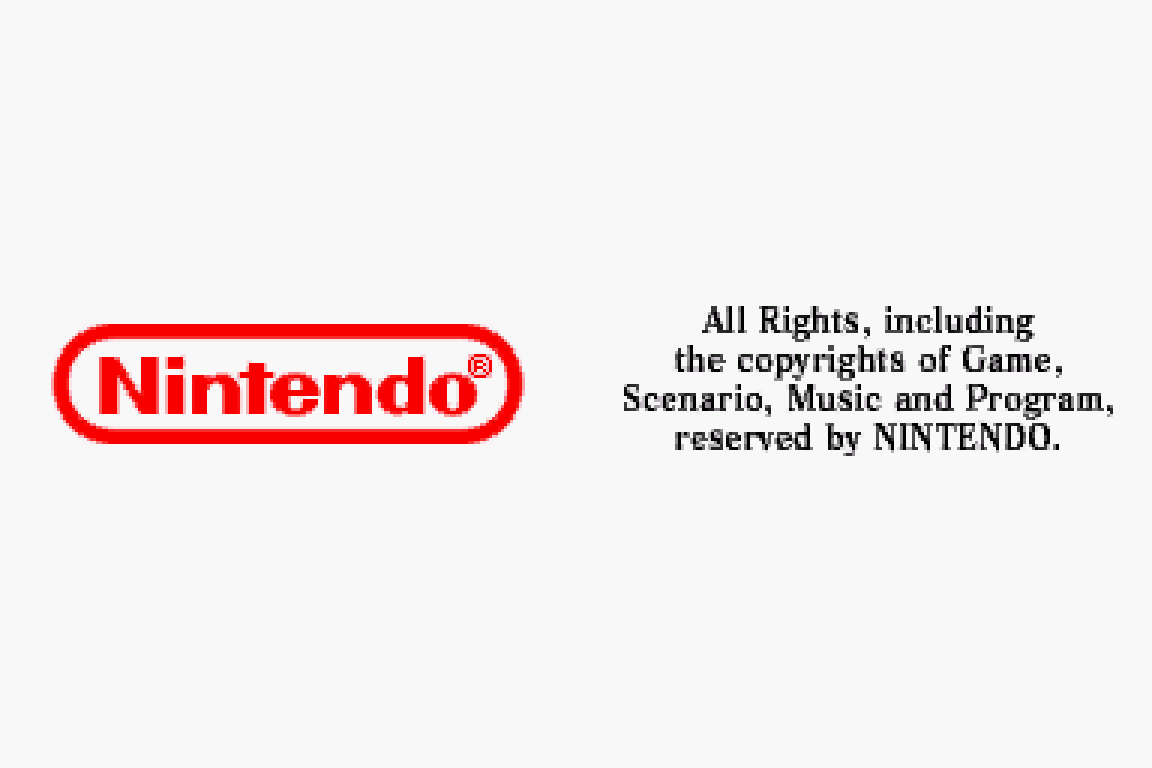 Nintendo®
All Rights, including
the copyrights of Game,
Scenario, Music and Program,
reserved by NINTENDO.